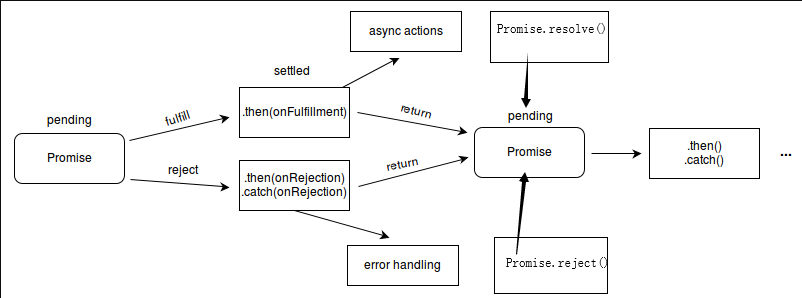 async actions
Promise.resolve()
settled
pending
fulfill
.then(onFulfillment)
return
pending
Promise
Promise
.then()
.catch()
...
reject
.then(onRejection)
.catch(onRejection)
return
error handling
Promise.reject()